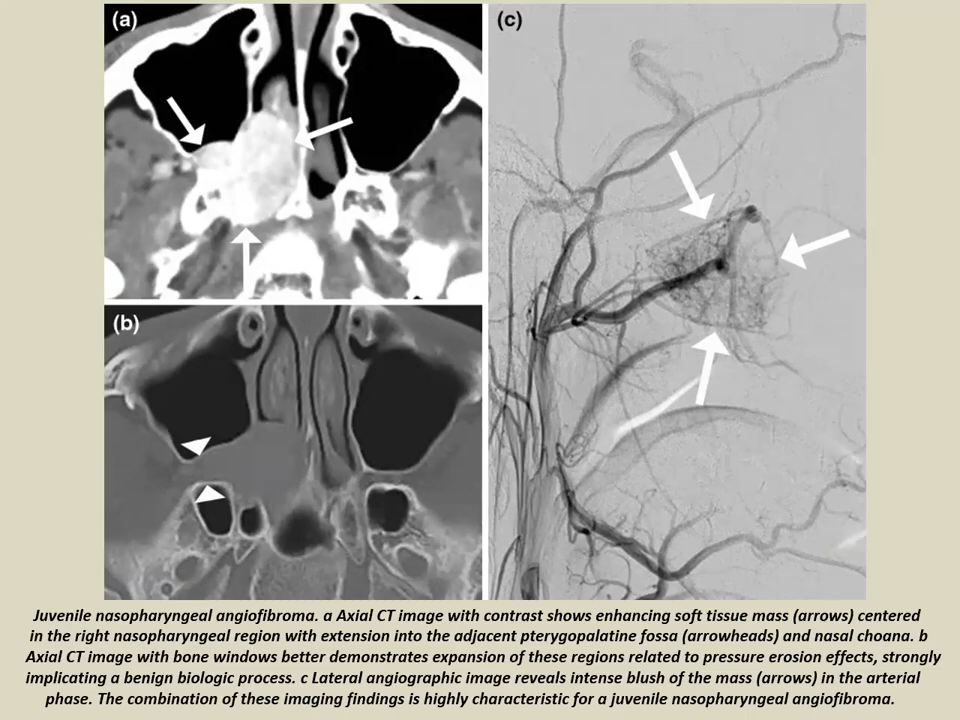 (a)
(b)
(c)
Juvenile nasopharyngeal angiofibroma. a Axial CT image with contrast shows enhancing soft tissue mass (arrows) centered
in the right nasopharyngeal region with extension into the adjacent pterygopalatine fossa (arrowheads) and nasal choana. b
Axial CT image with bone windows better demonstrates expansion of these regions related to pressure erosion effects, strongly
implicating a benign biologic process. c Lateral angiographic image reveals intense blush of the mass (arrows) in the arterial
phase. The combination of these imaging findings is highly characteristic for a juvenile nasopharyngeal angiofibroma.